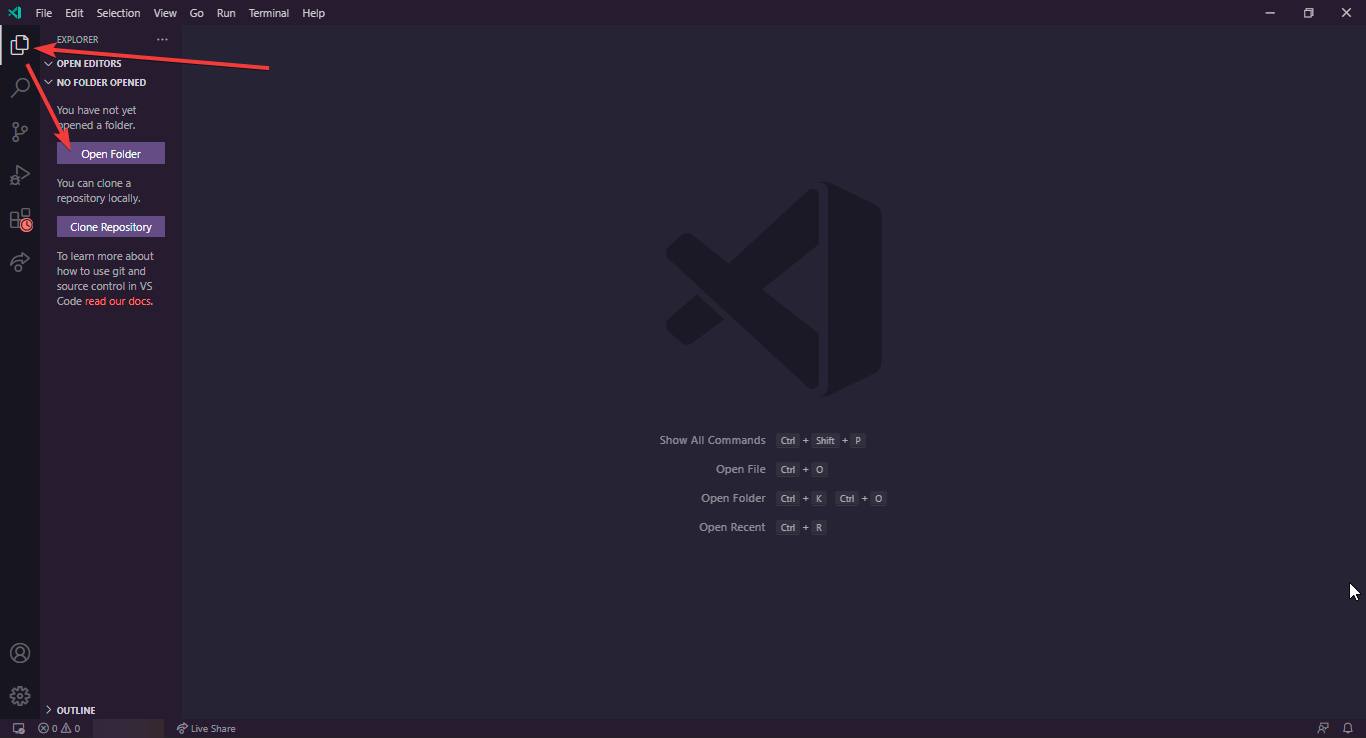 File Edit Selection View Go Run Terminal Help
EXPLORER
OPEN EDITORS
NO FOLDER OPENED
You have not yet
opened a folder.
Open Folder
You can clone a
repository locally.
Clone Repository
To learn more about
how to use git and
source control in VS
Code read our docs.
Show All Commands Ctrl + Shift + P
Open File Ctrl + O
Open Folder Ctrl + K Ctrl + O
Open Recent Ctrl + R
OUTLINE
0 0 Live Share